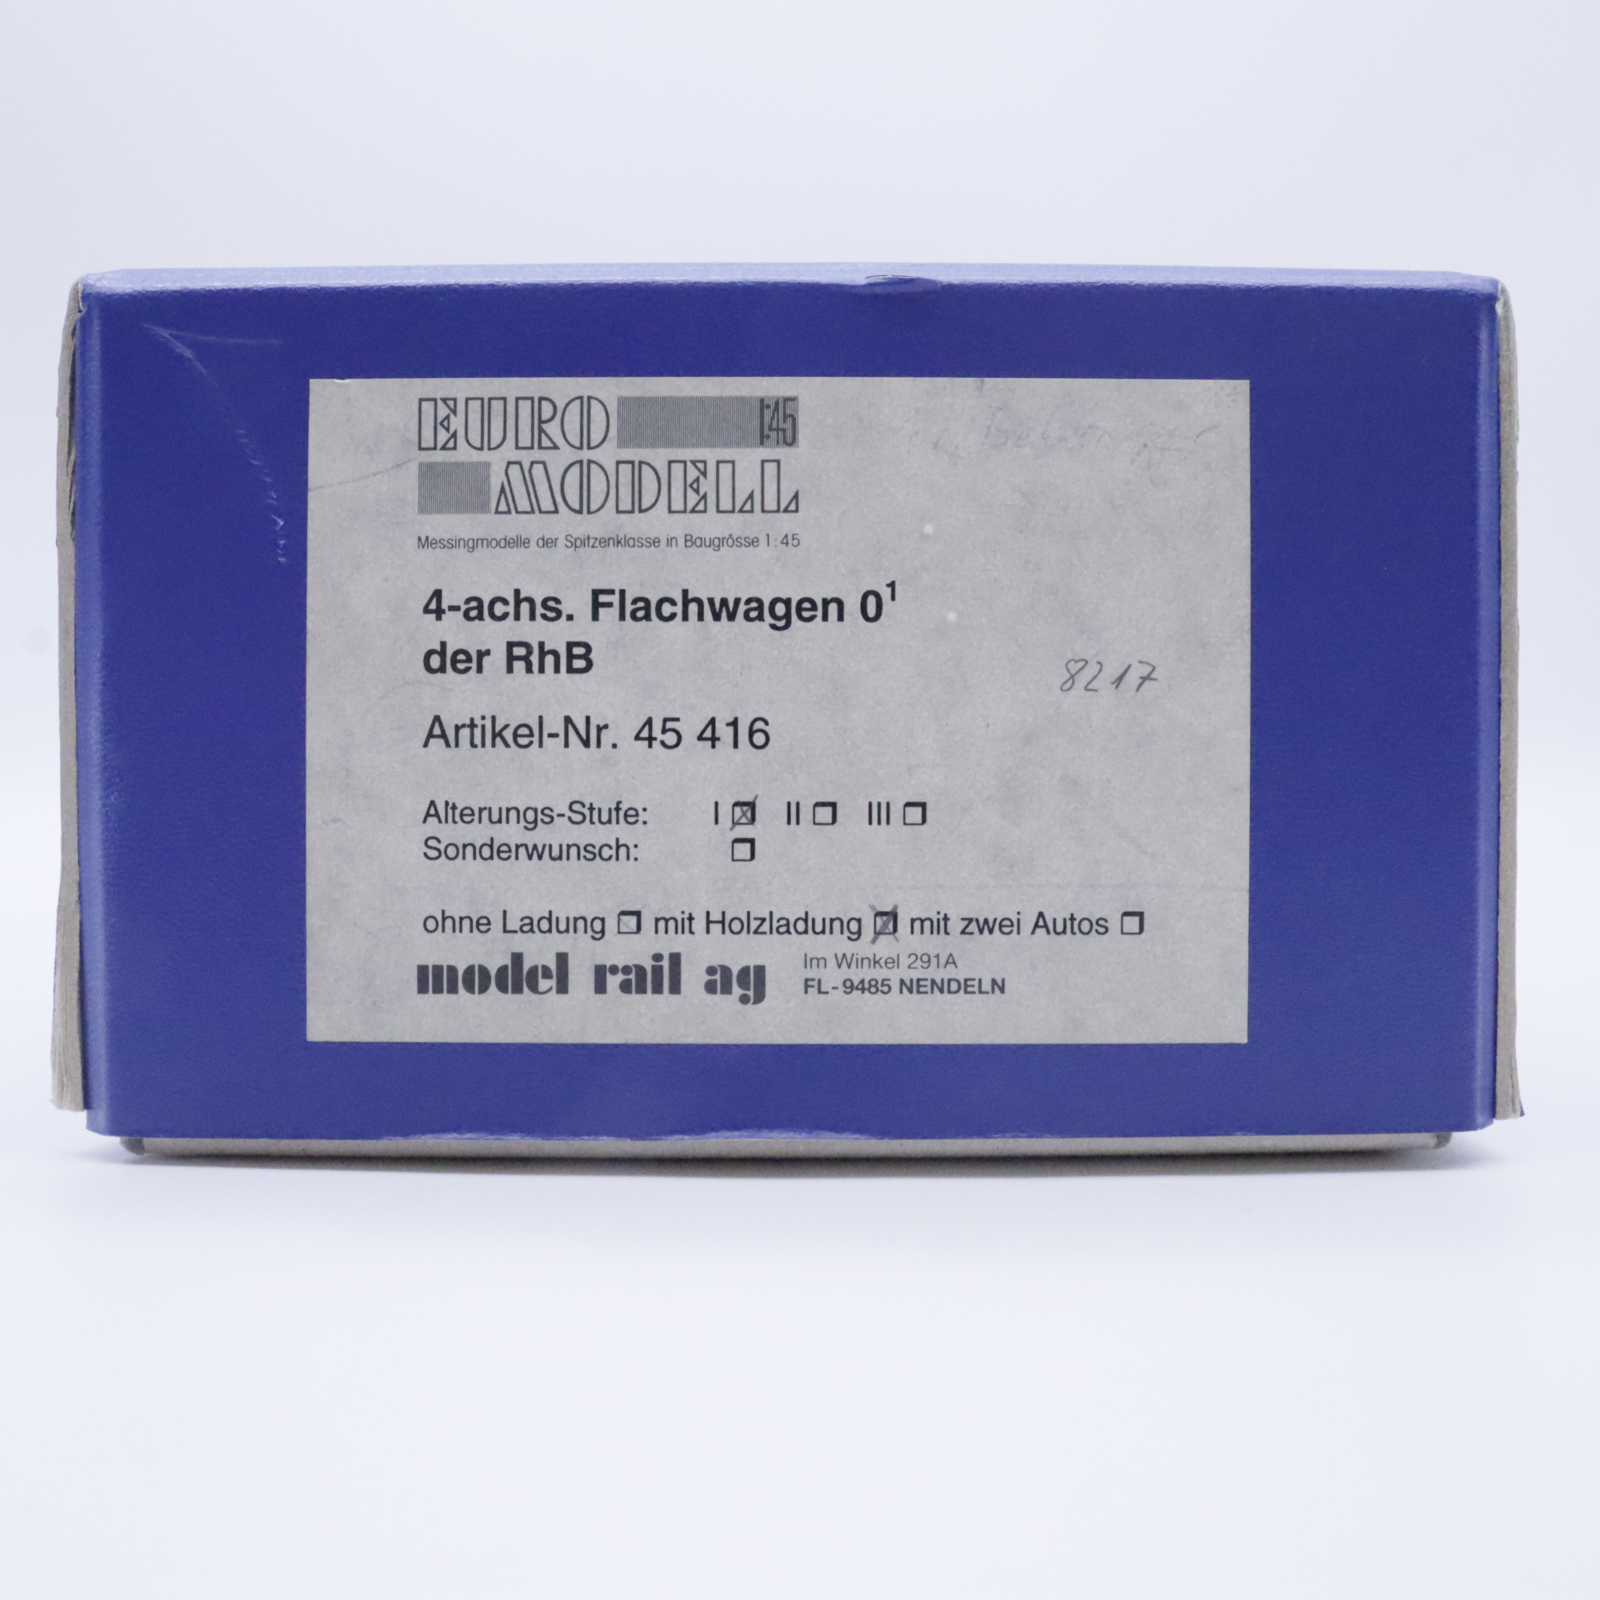 EURO 1:45
MODELL
Messingmodelle der Spitzenklasse in Baugrösse 1:45
4-achs. Flachwagen 0¹
der RhB
8217
Artikel-Nr. 45 416
Alterungs-Stufe: I ☒ II ☐ III ☐
Sonderwunsch: ☐
ohne Ladung ☐ mit Holzladung ☒ mit zwei Autos ☐
model rail ag
Im Winkel 291A
FL-9485 NENDELN